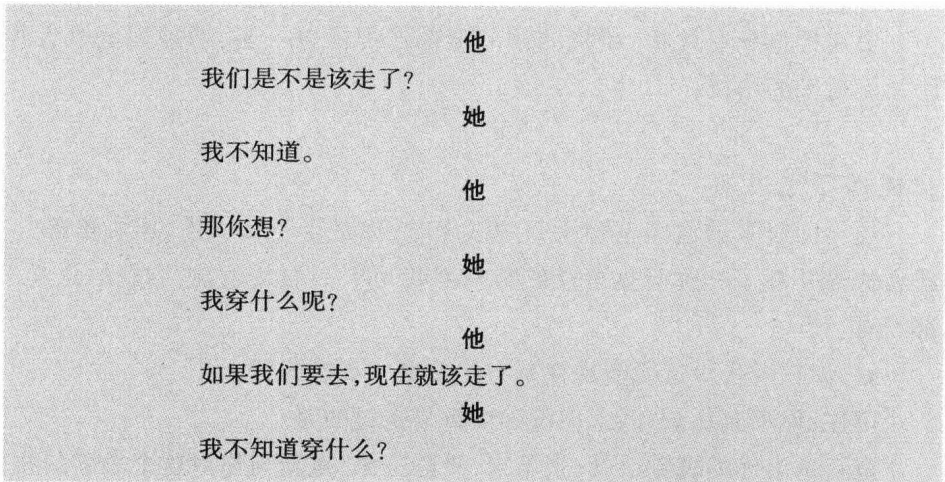 他
我们是不是该走了?
她
我不知道。
他
那你想?
她
我穿什么呢?
他
如果我们要去,现在就该走了。
她
我不知道穿什么?